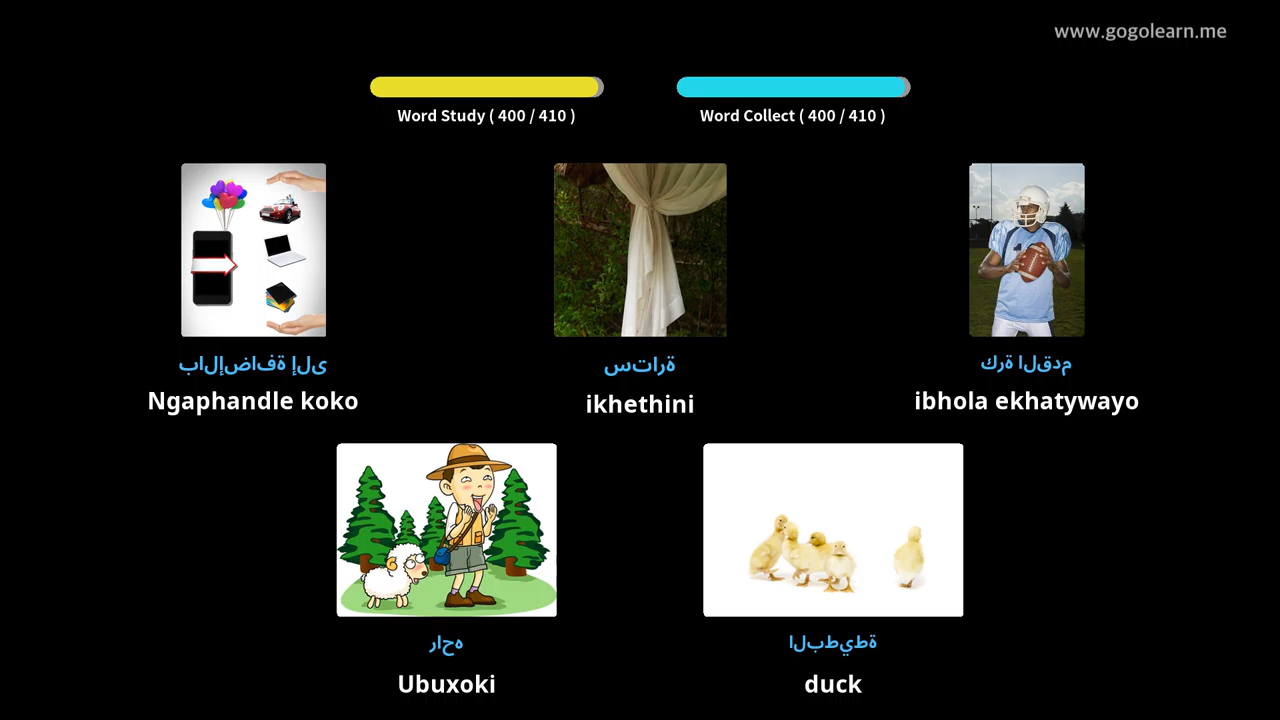 www.gogolearn.me
Word Study ( 400 / 410 )
Word Collect ( 400 / 410 )
بالإضافة إلى
ستارة
كرة القدم
Ngaphandle koko
ikhethini
ibhola ekhatywayo
راحه
البطيطة
Ubuxoki
duck